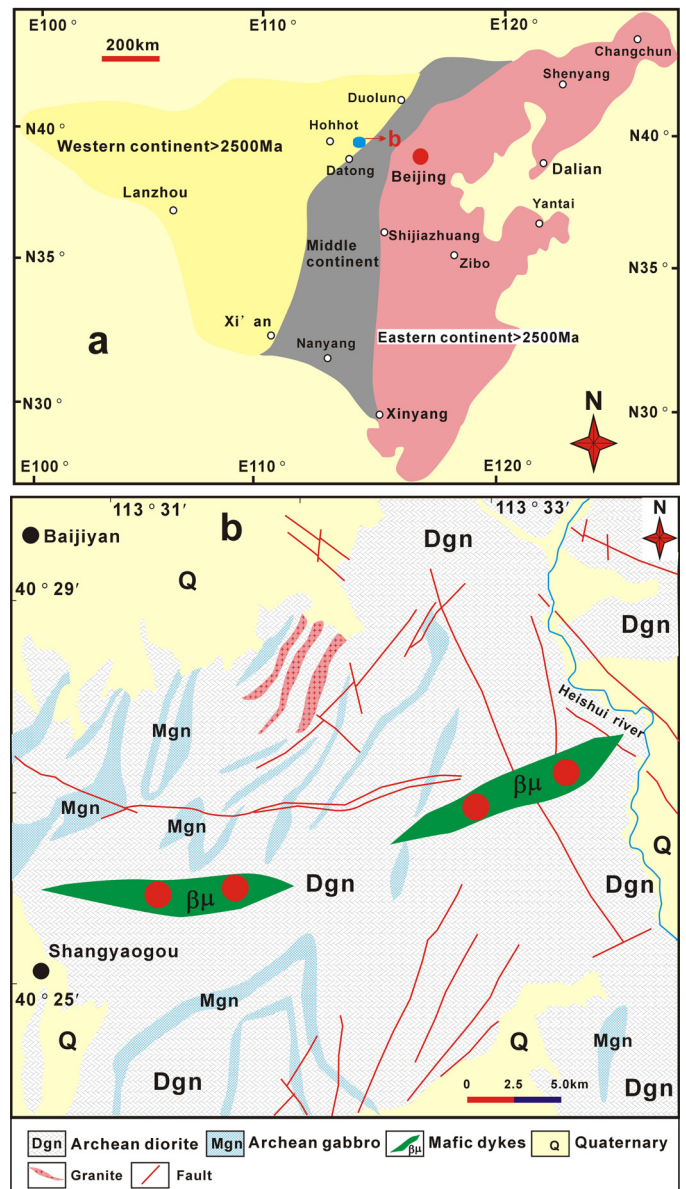 E100° E110° E120°
200km
Changchun
Shenyang
Duolun
N40° Hohhot b N40°
Western continent>2500Ma
Datong Beijing Dalian
Lanzhou
Yantai
Middle continent
Shijiazhuang
N35° Zibo N35°
Xi' an
a Nanyang Eastern continent>2500Ma
N
N30° Xinyang N30°
E100° E110° E120°
113°31′ b 113°33′
N
Baijiyan
Dgn
40°29′ Q
Dgn
Heishui river
Mgn
βμ
Mgn Mgn
Q
Dgn Dgn
βμ
Shangyaogou
40°25′ Mgn
Q Q Mgn
Dgn 0 2.5 5.0km Dgn
Dgn Archean diorite Mgn Archean gabbro βμ Mafic dykes Q Quaternary
Granite Fault